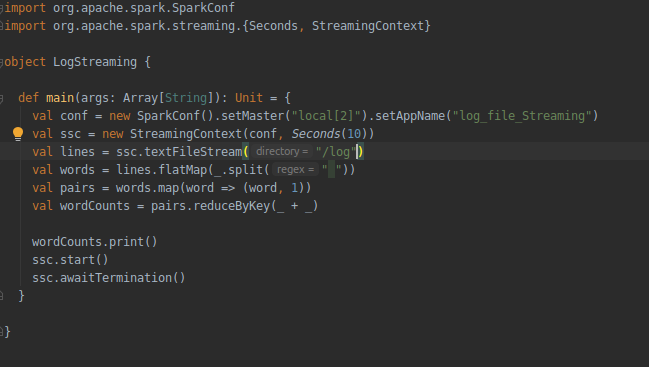 import org.apache.spark.SparkConf
import org.apache.spark.streaming.{Seconds, StreamingContext}
object LogStreaming {
def main(args: Array[String]): Unit = {
val conf = new SparkConf().setMaster("local[2]").setAppName("log_file_Streaming")
val ssc = new StreamingContext(conf, Seconds(10))
val lines = ssc.textFileStream( directory = "/log")
val words = lines.flatMap(_.split( regex = " "))
val pairs = words.map(word => (word, 1))
val wordCounts = pairs.reduceByKey(_ + _)
wordCounts.print()
ssc.start()
ssc.awaitTermination()
}
}